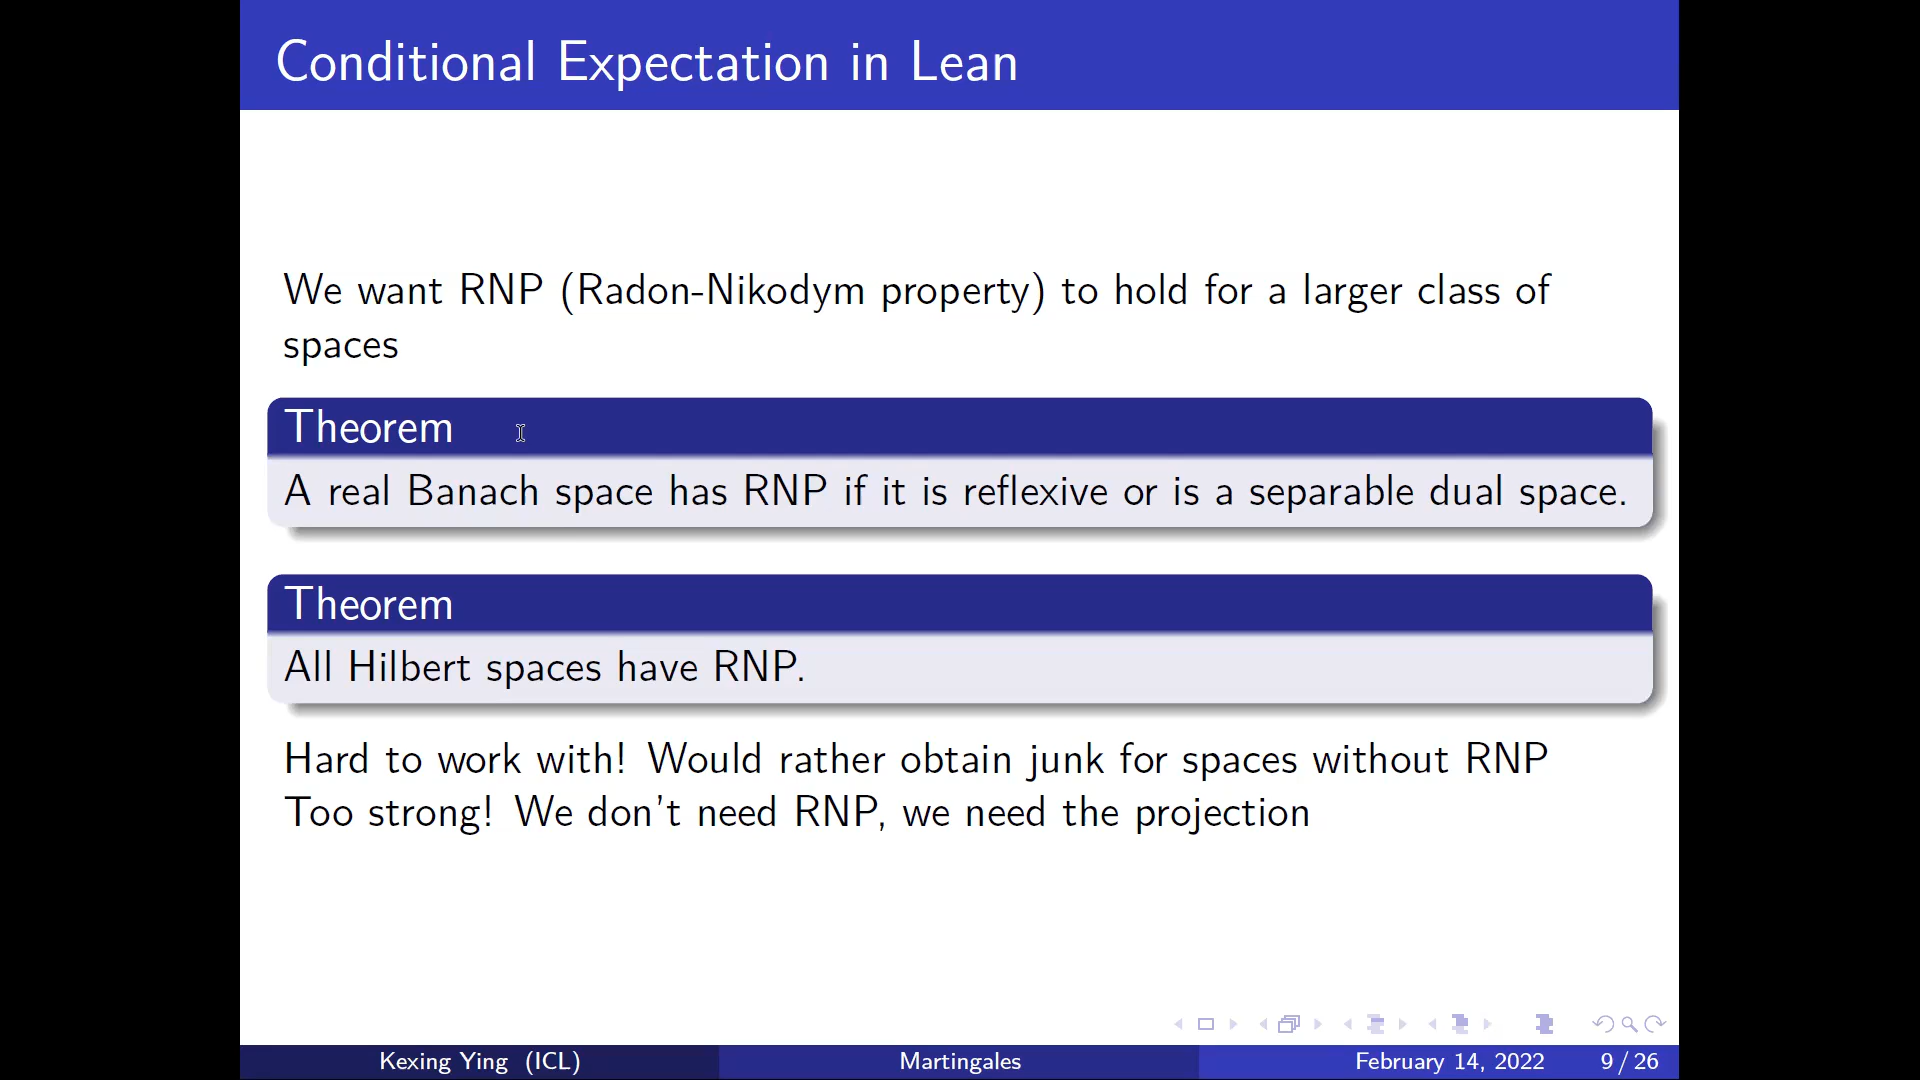 Conditional Expectation in Lean
We want RNP (Radon-Nikodym property) to hold for a larger class of
spaces
Theorem
A real Banach space has RNP if it is reflexive or is a separable dual space.
Theorem
All Hilbert spaces have RNP.
Hard to work with! Would rather obtain junk for spaces without RNP
Too strong! We don't need RNP, we need the projection
Kexing Ying (ICL) Martingales February 14, 2022 9 / 26